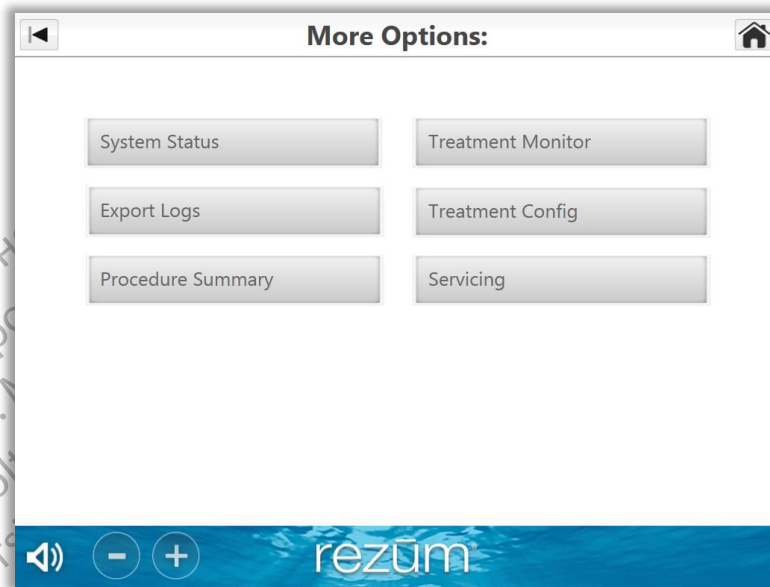 More Options:
System Status
Treatment Monitor
Export Logs
Treatment Config
Procedure Summary
Servicing
rezūm